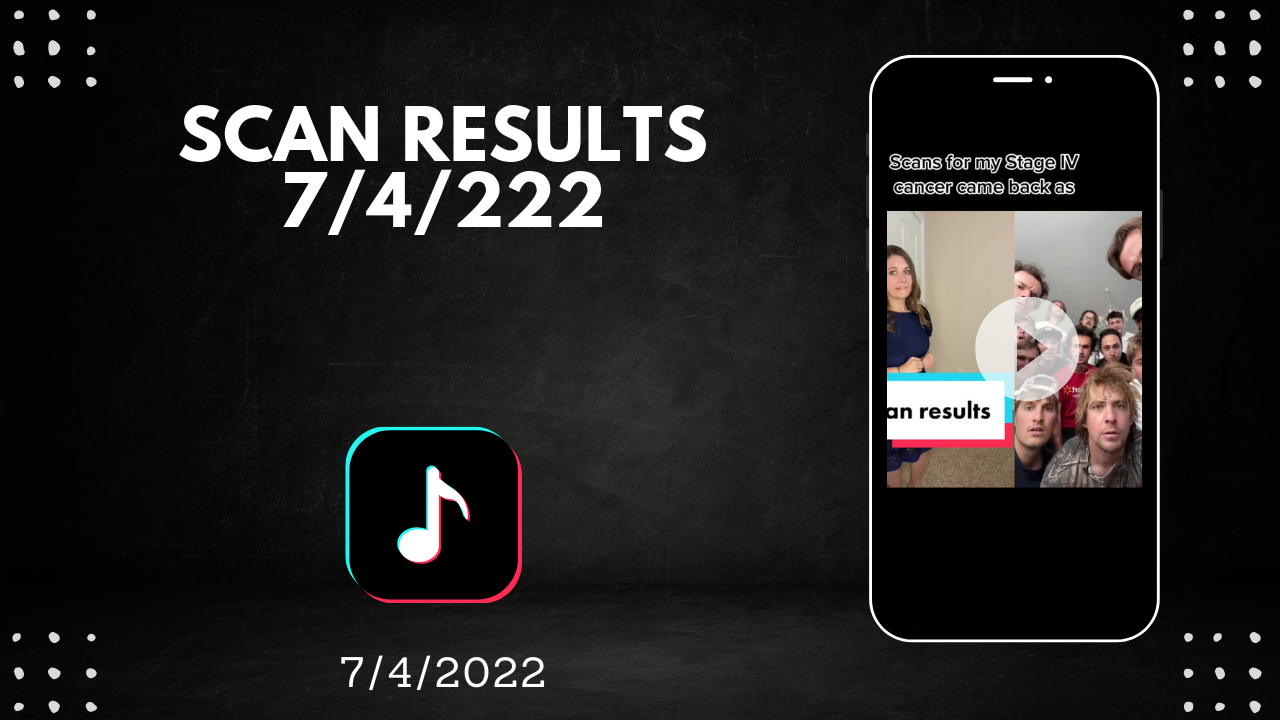 SCAN RESULTS
7/4/222
Scans for my Stage IV
cancer came back as
an results
7/4/2022